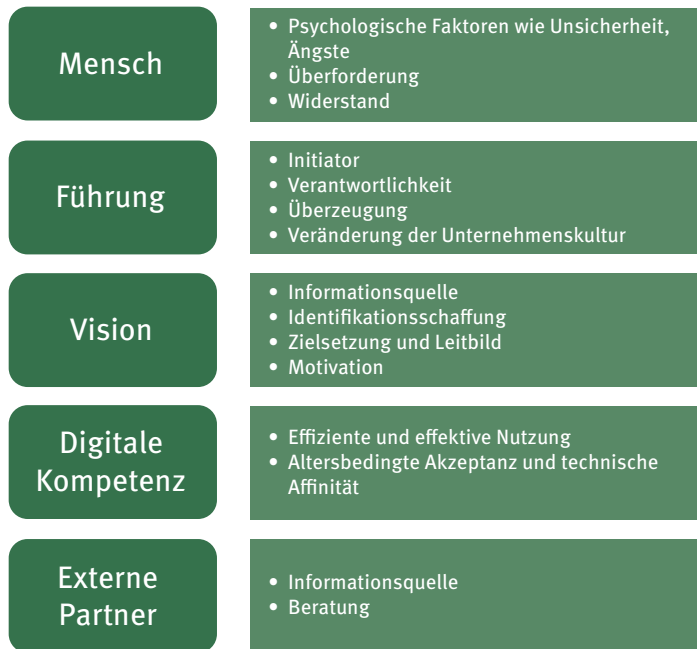 Mensch
• Psychologische Faktoren wie Unsicherheit,
Ängste
• Überforderung
• Widerstand
Führung
• Initiator
• Verantwortlichkeit
• Überzeugung
• Veränderung der Unternehmenskultur
Vision
• Informationsquelle
• Identifikationsschaffung
• Zielsetzung und Leitbild
• Motivation
Digitale
Kompetenz
• Effiziente und effektive Nutzung
• Altersbedingte Akzeptanz und technische
Affinität
Externe
Partner
• Informationsquelle
• Beratung